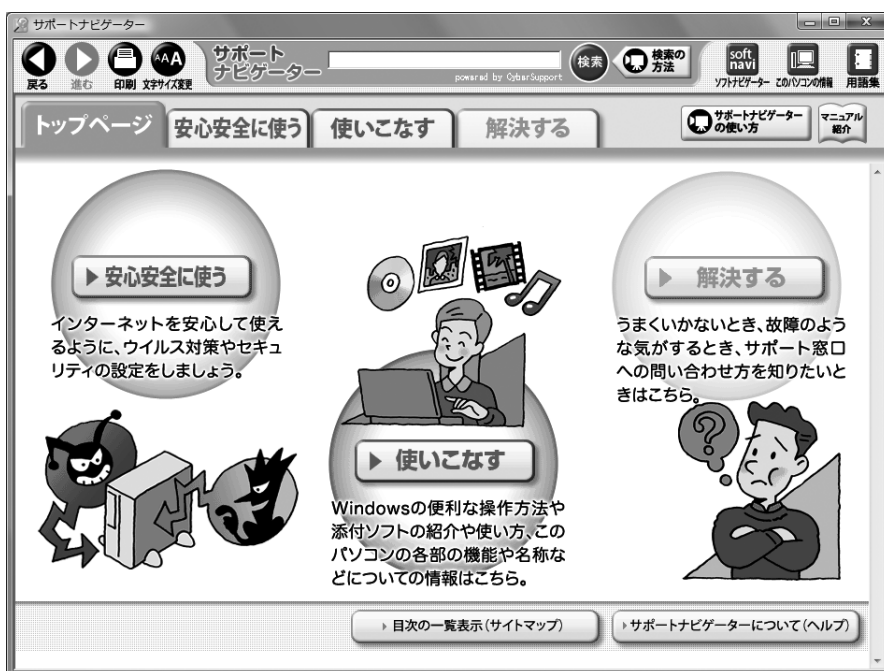 サポートナビゲーター
戻る
進む
印刷
文字サイズ変更
サポート
ナビゲーター
powered by CyberSupport
検索
検索の
方法
soft
navi
ソフトナビゲーター
このパソコンの情報
用語集
トップページ
安心安全に使う
使いこなす
解決する
サポートナビゲーター
の使い方
マニュアル
紹介
安心安全に使う
インターネットを安心して使え
るように、ウイルス対策やセキュ
リティの設定をしましょう。
使いこなす
Windowsの便利な操作方法や
添付ソフトの紹介や使い方、この
パソコンの各部の機能や名称な
どについての情報はこちら。
解決する
うまくいかないとき、故障のよう
な気がするとき、サポート窓口
への問い合わせ方を知りたいと
きはこちら。
?
目次の一覧表示(サイトマップ)
サポートナビゲーターについて(ヘルプ)